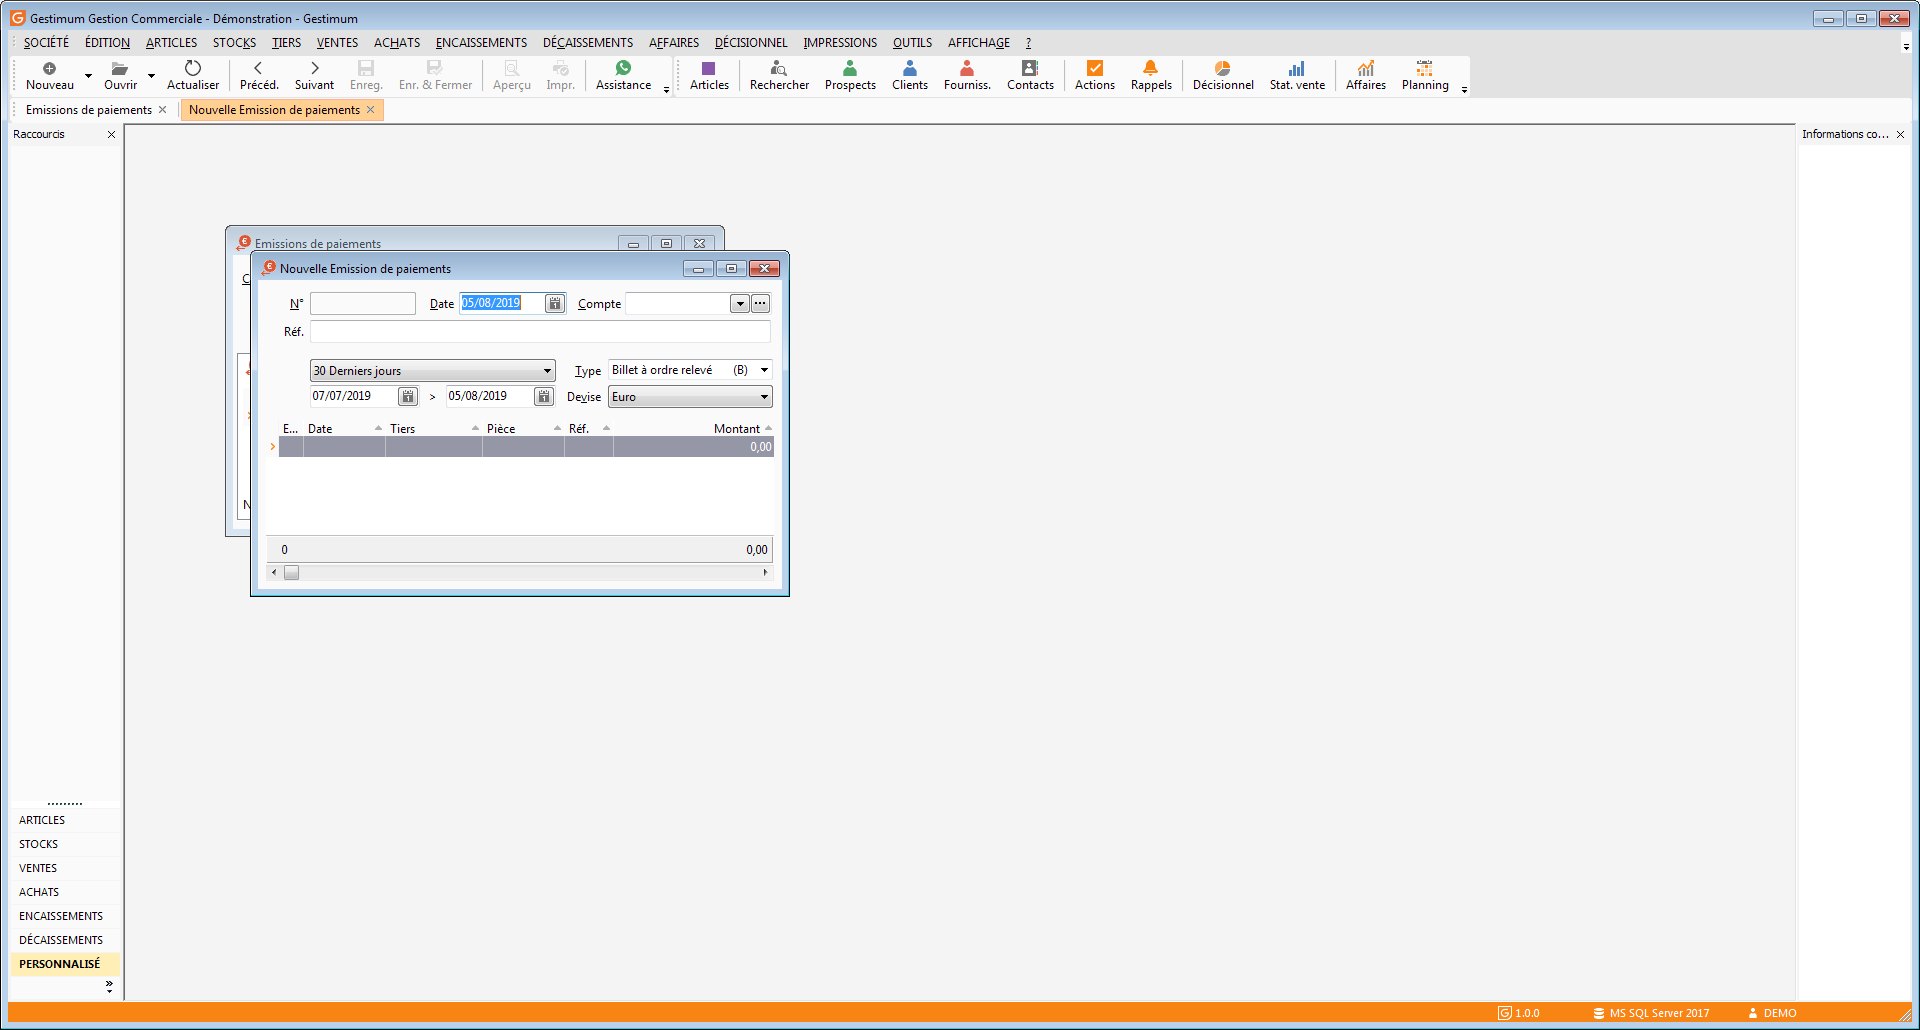 Gestimum Gestion Commerciale - Démonstration - Gestimum
SOCIÉTÉ ÉDITION ARTICLES STOCKS TIERS VENTES ACHATS ENCAISSEMENTS DÉCAISSEMENTS AFFAIRES DÉCISIONNEL IMPRESSIONS OUTILS AFFICHAGE ?
Nouveau Ouvrir Actualiser Précéd. Suivant Enreg. Enr. & Fermer Aperçu Impr. Assistance Articles Rechercher Prospects Clients Fourniss. Contacts Actions Rappels Décisionnel Stat. vente Affaires Planning
Emissions de paiements Nouvelle Emission de paiements
Raccourcis
Informations co...
Emissions de paiements
Nouvelle Emission de paiements
N° Date 05/08/2019 Compte
Réf.
30 Derniers jours Type Billet à ordre relevé (B)
07/07/2019 > 05/08/2019 Devise Euro
E... Date Tiers Pièce Réf. Montant
0,00
N
0 0,00
ARTICLES
STOCKS
VENTES
ACHATS
ENCAISSEMENTS
DÉCAISSEMENTS
PERSONNALISÉ
1.0.0 MS SQL Server 2017 DEMO